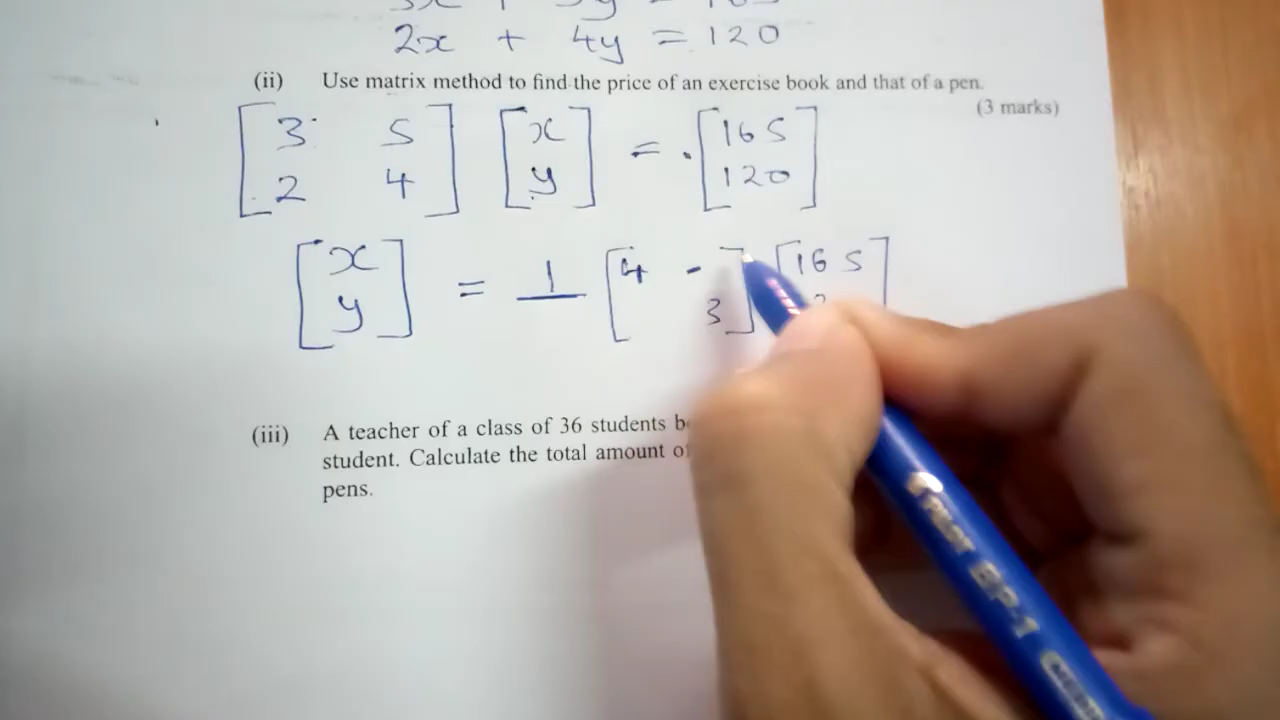 2x + 4y = 120
(ii) Use matrix method to find the price of an exercise book and that of a pen.
(3 marks)
[3 5] [x] = [165]
[2 4] [y] [120]
[x] = 1 [4 - ] [165]
[y] [ 3]
(iii) A teacher of a class of 36 students
student. Calculate the total amount
pens.
PILOT BP-1